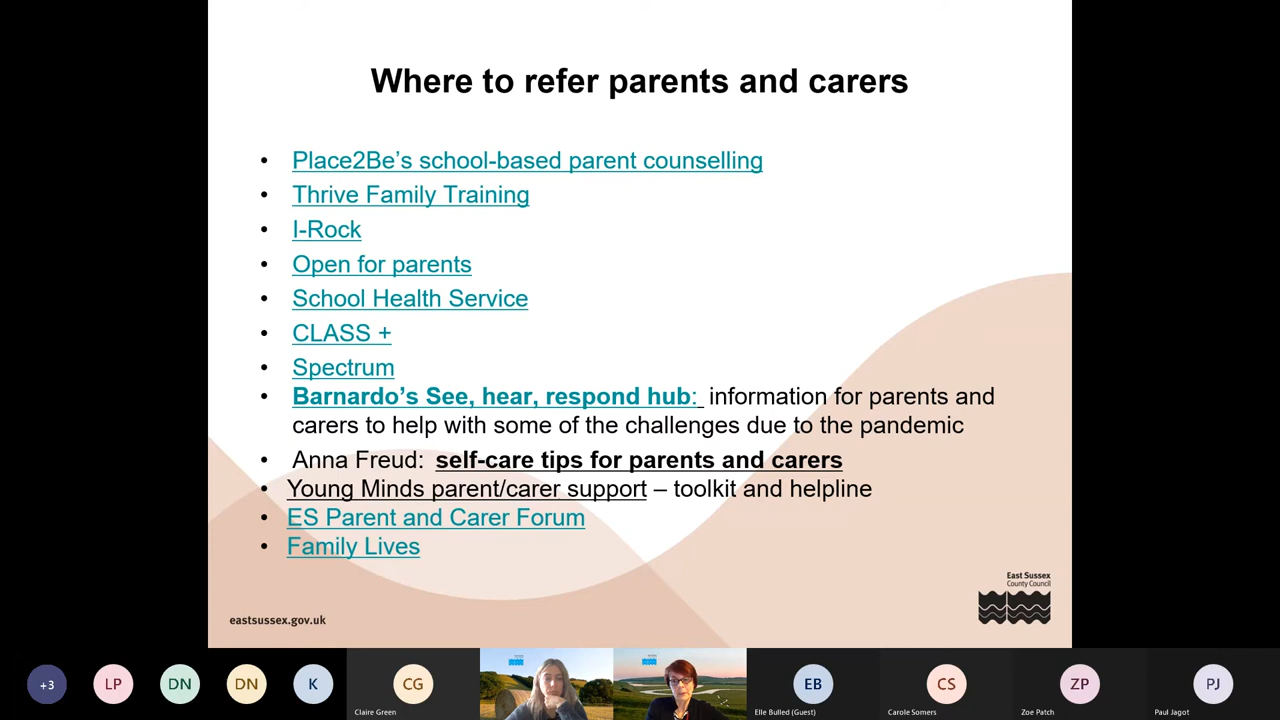 Where to refer parents and carers
• Place2Be’s school-based parent counselling
• Thrive Family Training
• I-Rock
• Open for parents
• School Health Service
• CLASS +
• Spectrum
• Barnardo’s See, hear, respond hub: information for parents and
carers to help with some of the challenges due to the pandemic
• Anna Freud: self-care tips for parents and carers
• Young Minds parent/carer support – toolkit and helpline
• ES Parent and Carer Forum
• Family Lives
East Sussex
County Council
eastsussex.gov.uk
+3 LP DN DN K CG EB CS ZP PJ
Claire Green Elle Bulled (Guest) Carole Somers Zoe Patch Paul Jagot